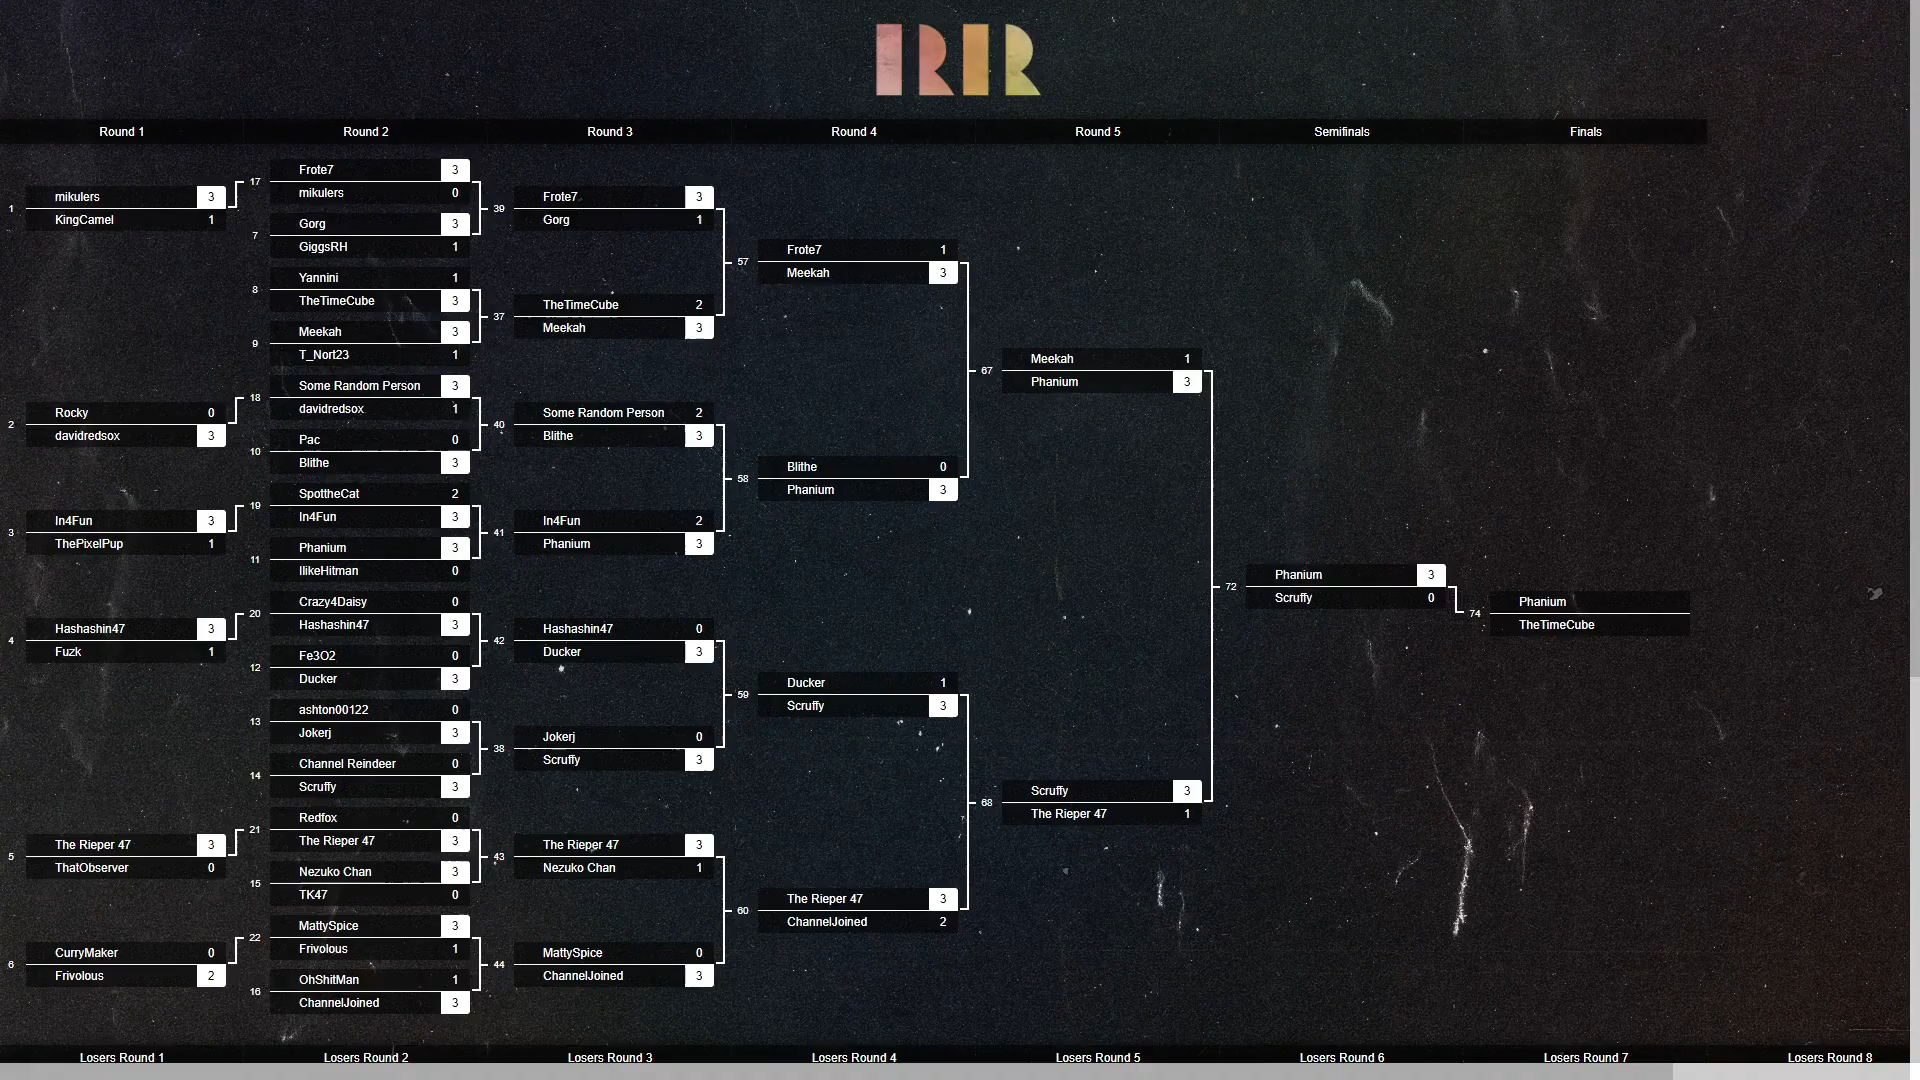 IRIR
Round 1
Round 2
Round 3
Round 4
Round 5
Semifinals
Finals
1
mikulers 3
KingCamel 1
2
Rocky 0
davidredsox 3
3
In4Fun 3
ThePixelPup 1
4
Hashashin47 3
Fuzk 1
5
The Rieper 47 3
ThatObserver 0
6
CurryMaker 0
Frivolous 2
17
Frote7 3
mikulers 0
7
Gorg 3
GiggsRH 1
8
Yannini 1
TheTimeCube 3
9
Meekah 3
T_Nort23 1
18
Some Random Person 3
davidredsox 1
10
Pac 0
Blithe 3
19
SpottheCat 2
In4Fun 3
11
Phanium 3
IlikeHitman 0
20
Crazy4Daisy 0
Hashashin47 3
12
Fe3O2 0
Ducker 3
13
ashton00122 0
Jokerj 3
14
Channel Reindeer 0
Scruffy 3
21
Redfox 0
The Rieper 47 3
15
Nezuko Chan 3
TK47 0
22
MattySpice 3
Frivolous 1
16
OhShitMan 1
ChannelJoined 3
39
Frote7 3
Gorg 1
37
TheTimeCube 2
Meekah 3
40
Some Random Person 2
Blithe 3
41
In4Fun 2
Phanium 3
42
Hashashin47 0
Ducker 3
38
Jokerj 0
Scruffy 3
43
The Rieper 47 3
Nezuko Chan 1
44
MattySpice 0
ChannelJoined 3
57
Frote7 1
Meekah 3
58
Blithe 0
Phanium 3
59
Ducker 1
Scruffy 3
60
The Rieper 47 3
ChannelJoined 2
67
Meekah 1
Phanium 3
68
Scruffy 3
The Rieper 47 1
72
Phanium 3
Scruffy 0
74
Phanium
TheTimeCube
Losers Round 1
Losers Round 2
Losers Round 3
Losers Round 4
Losers Round 5
Losers Round 6
Losers Round 7
Losers Round 8